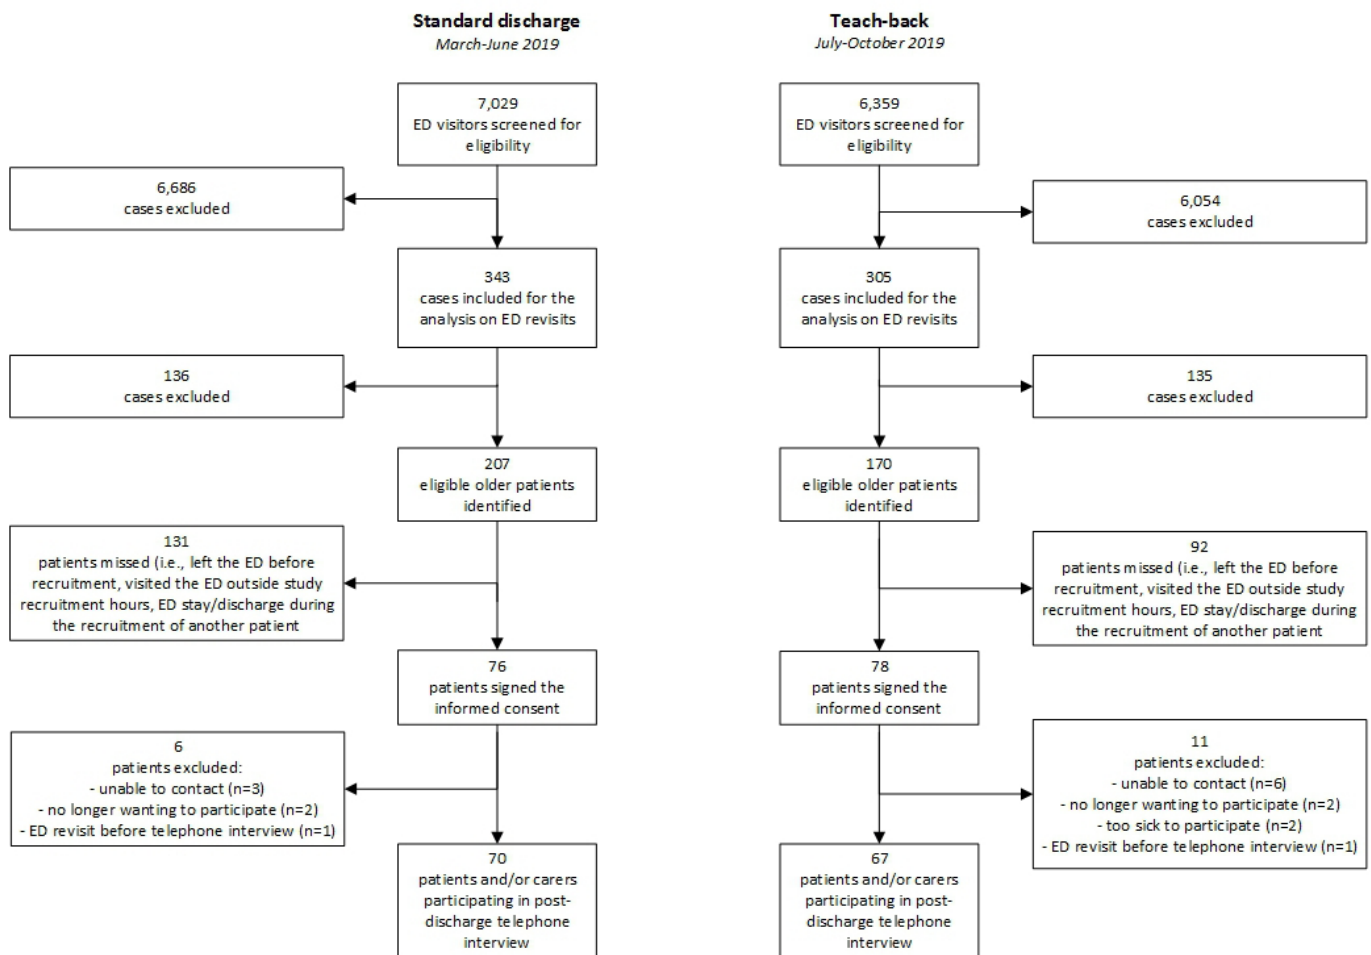 Standard discharge
March-June 2019
7,029
ED visitors screened for
eligibility
6,686
cases excluded
343
cases included for the
analysis on ED revisits
136
cases excluded
207
eligible older patients
identified
131
patients missed (i.e., left the ED before
recruitment, visited the ED outside study
recruitment hours, ED stay/discharge during
the recruitment of another patient
76
patients signed the
informed consent
6
patients excluded:
- unable to contact (n=3)
- no longer wanting to participate (n=2)
- ED revisit before telephone interview (n=1)
70
patients and/or carers
participating in post-
discharge telephone
interview
Teach-back
July-October 2019
6,359
ED visitors screened for
eligibility
6,054
cases excluded
305
cases included for the
analysis on ED revisits
135
cases excluded
170
eligible older patients
identified
92
patients missed (i.e., left the ED before
recruitment, visited the ED outside study
recruitment hours, ED stay/discharge during
the recruitment of another patient
78
patients signed the
informed consent
11
patients excluded:
- unable to contact (n=6)
- no longer wanting to participate (n=2)
- too sick to participate (n=2)
- ED revisit before telephone interview (n=1)
67
patients and/or carers
participating in post-
discharge telephone
interview